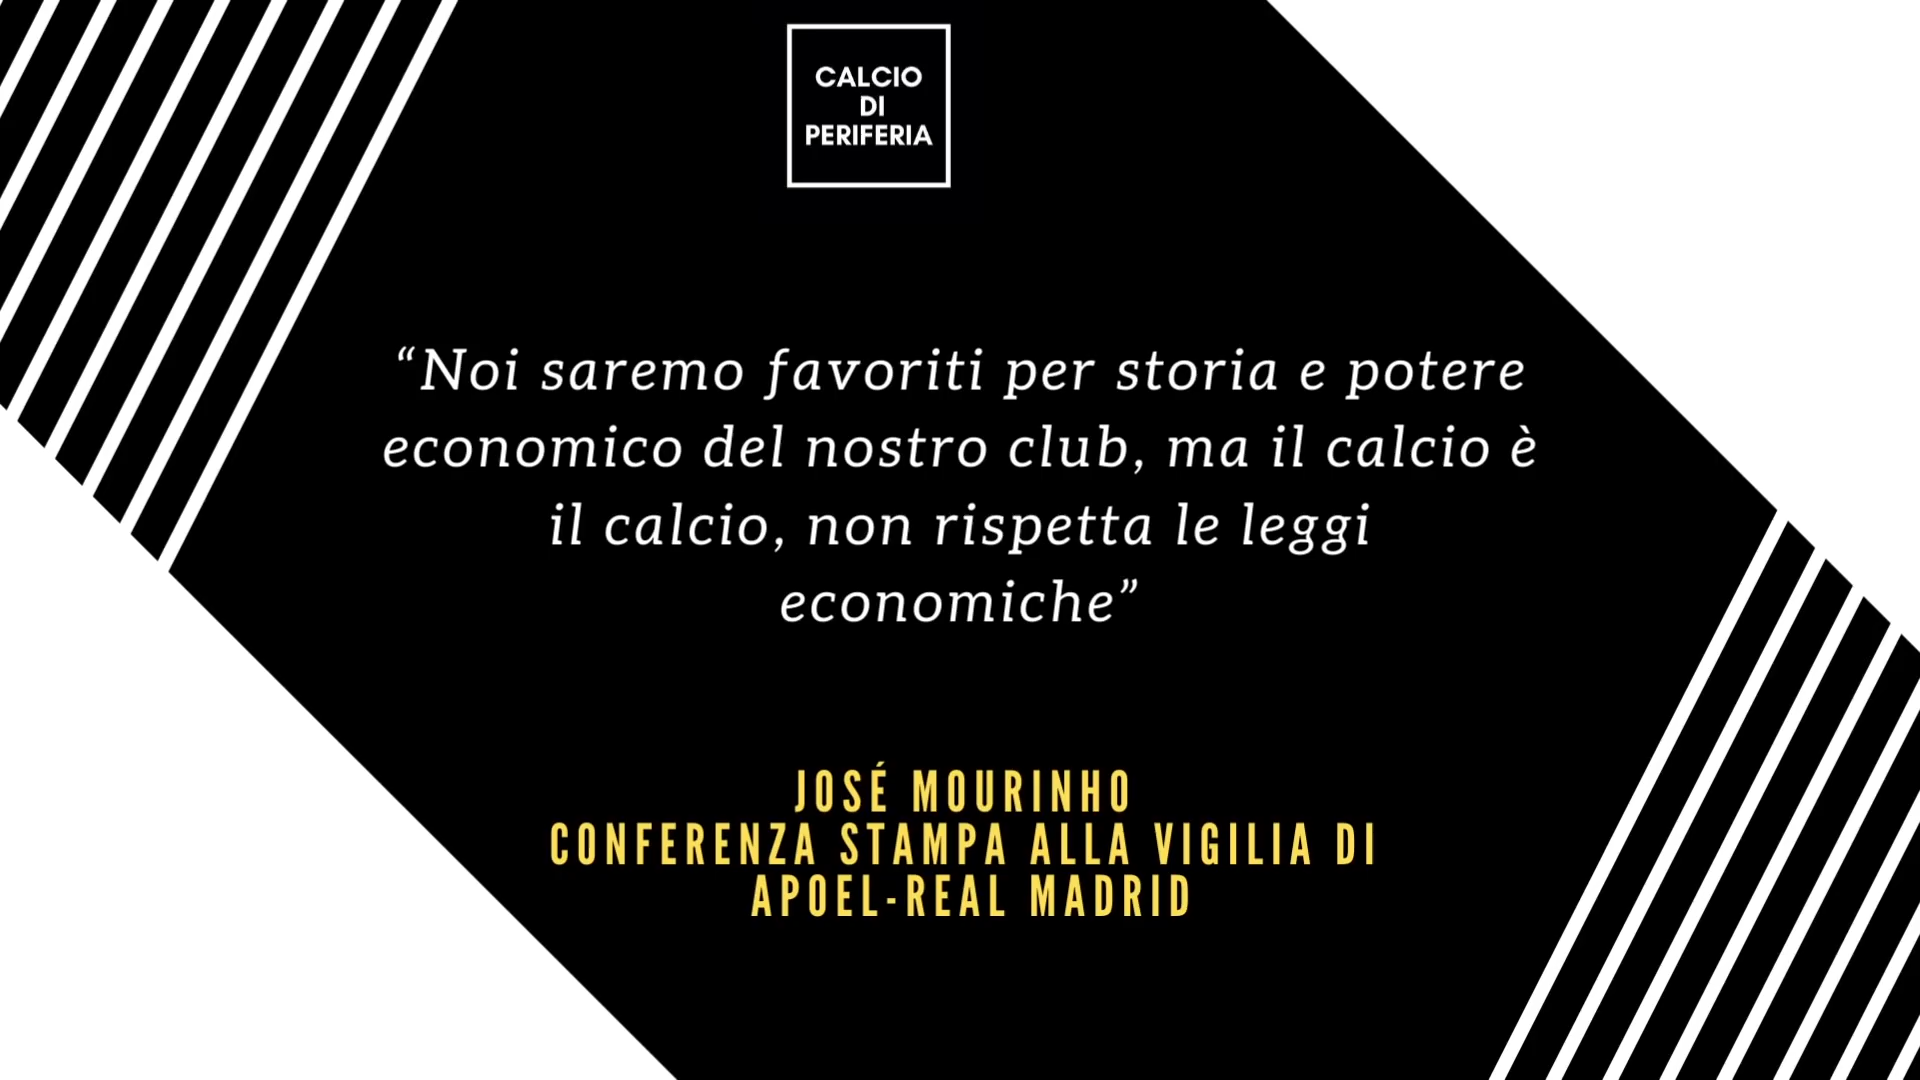 CALCIO
DI
PERIFERIA
“Noi saremo favoriti per storia e potere
economico del nostro club, ma il calcio è
il calcio, non rispetta le leggi
economiche”
JOSÉ MOURINHO
CONFERENZA STAMPA ALLA VIGILIA DI
APOEL-REAL MADRID